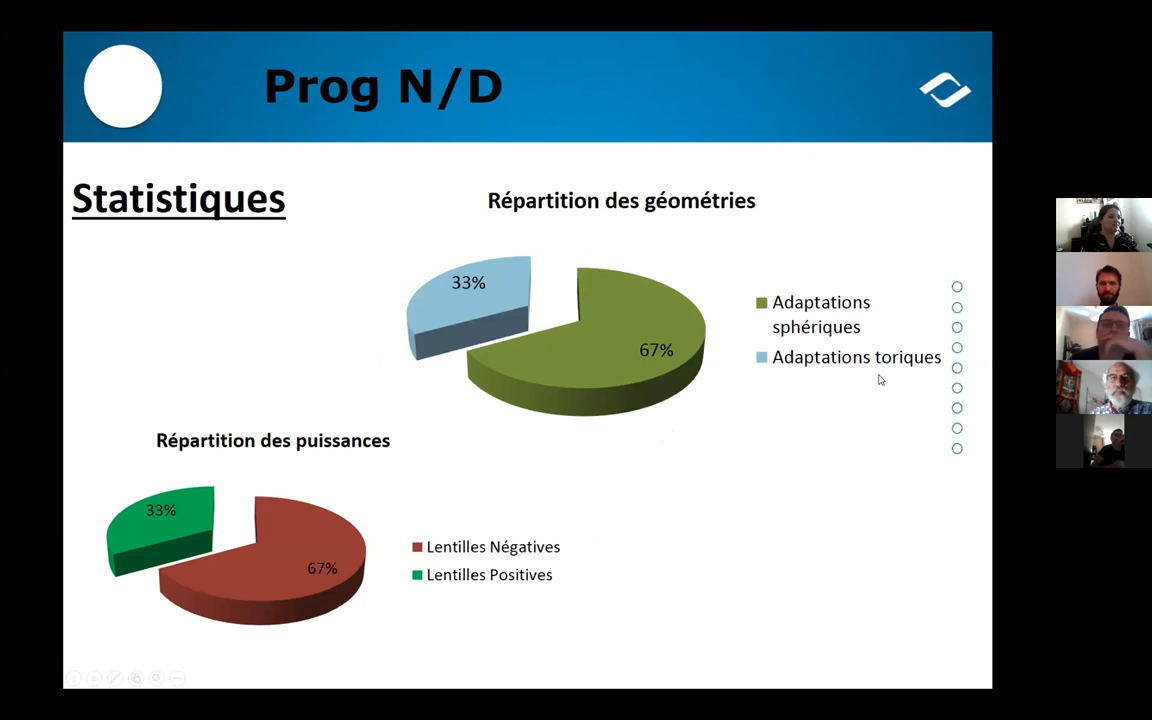 Prog N/D
Statistiques
Répartition des géométries
33%
67%
Adaptations
sphériques
Adaptations toriques
Répartition des puissances
33%
67%
Lentilles Négatives
Lentilles Positives